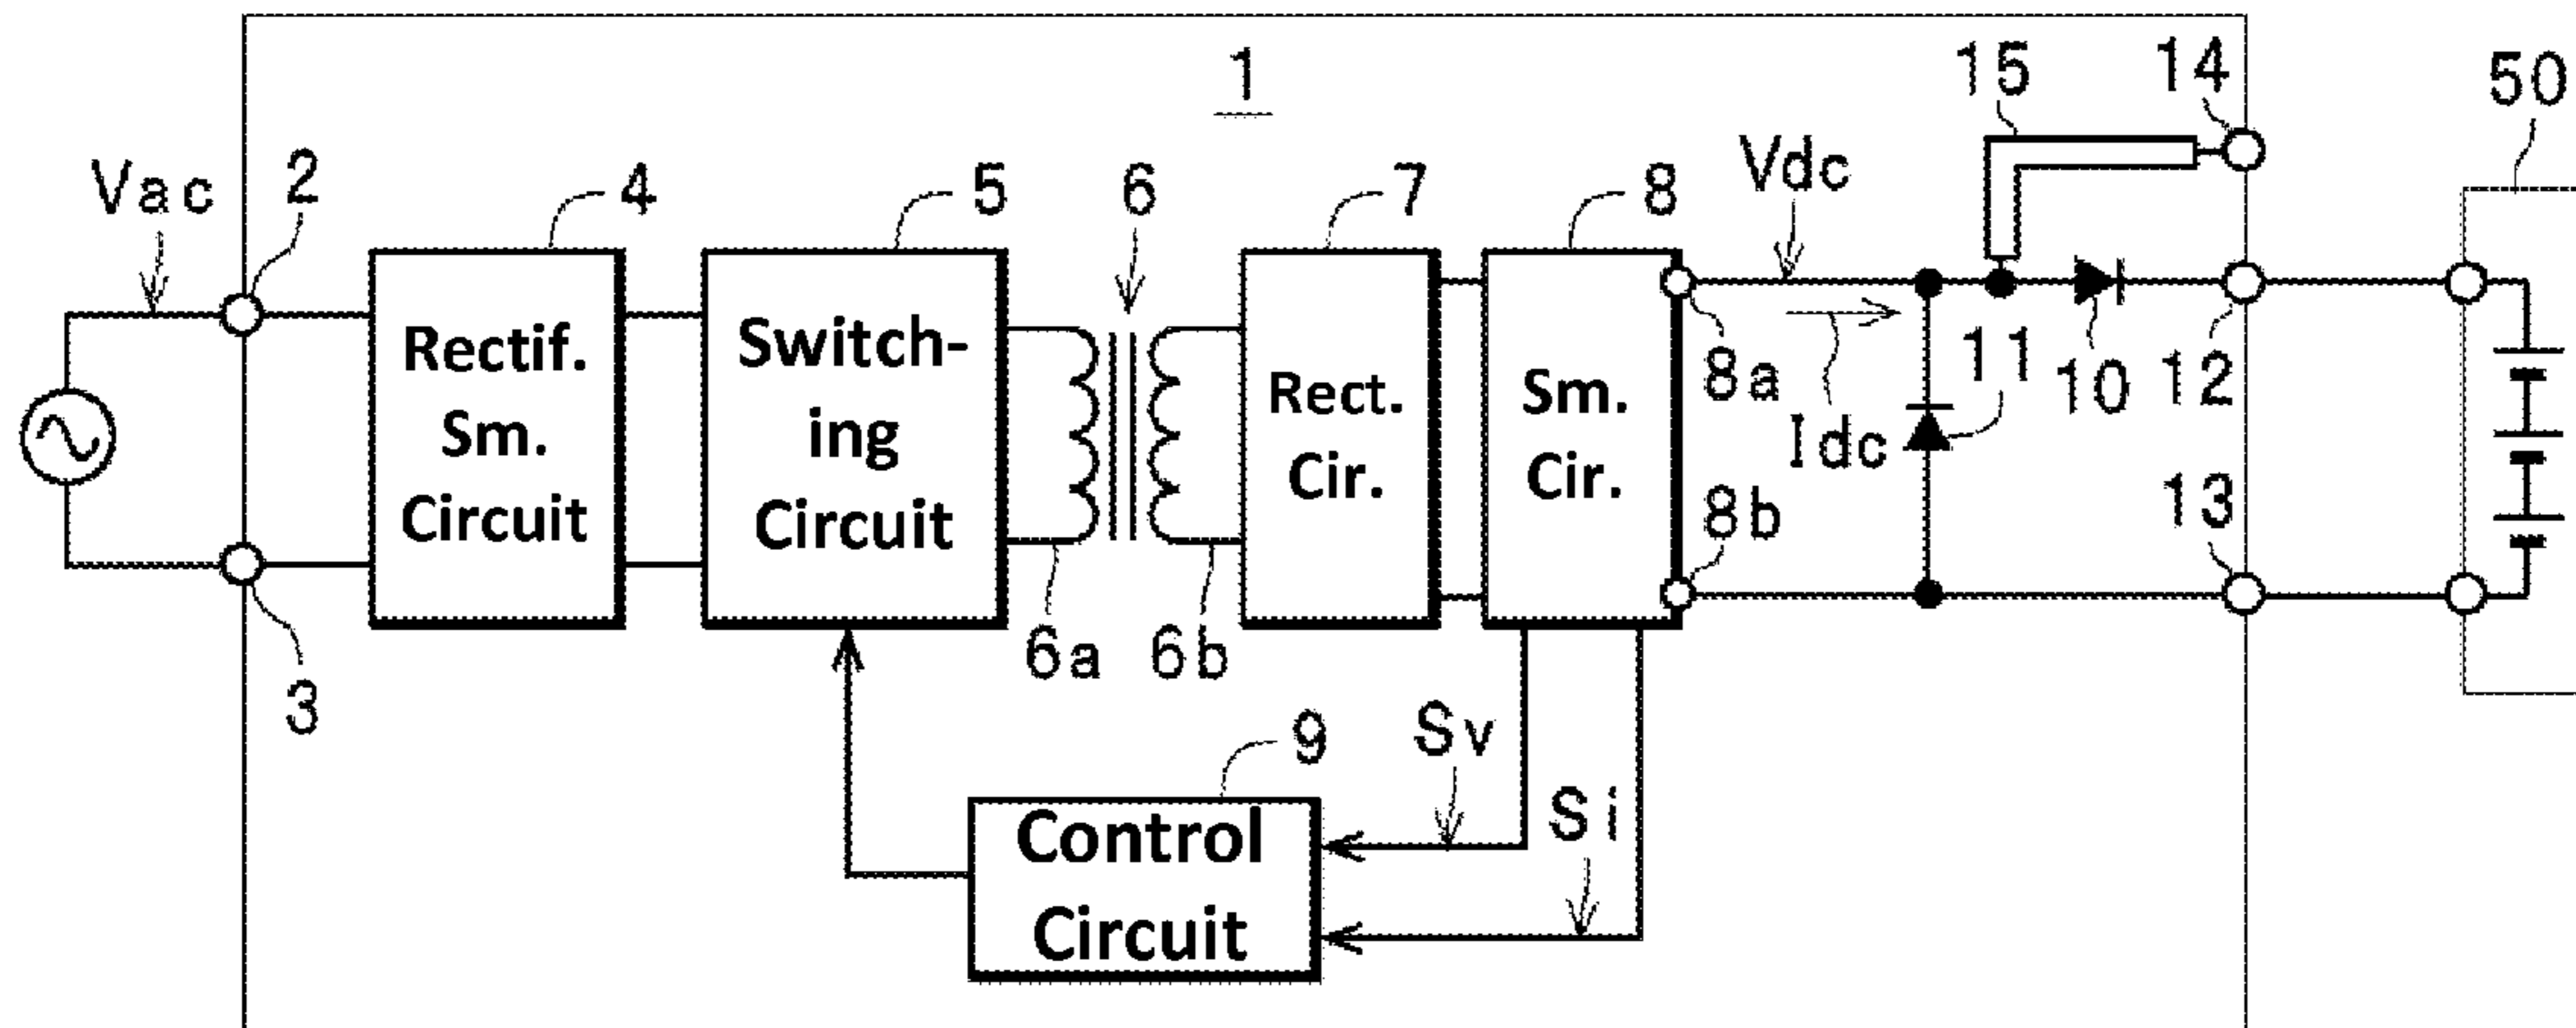 1
15
14
50
Vac
2
4
5
6
7
8
Vdc
Rectif.
Sm.
Circuit
Switch-
ing
Circuit
Rect.
Cir.
Sm.
Cir.
8a
Idc
11
10
12
8b
13
3
6a
6b
9
Sv
Si
Control
Circuit